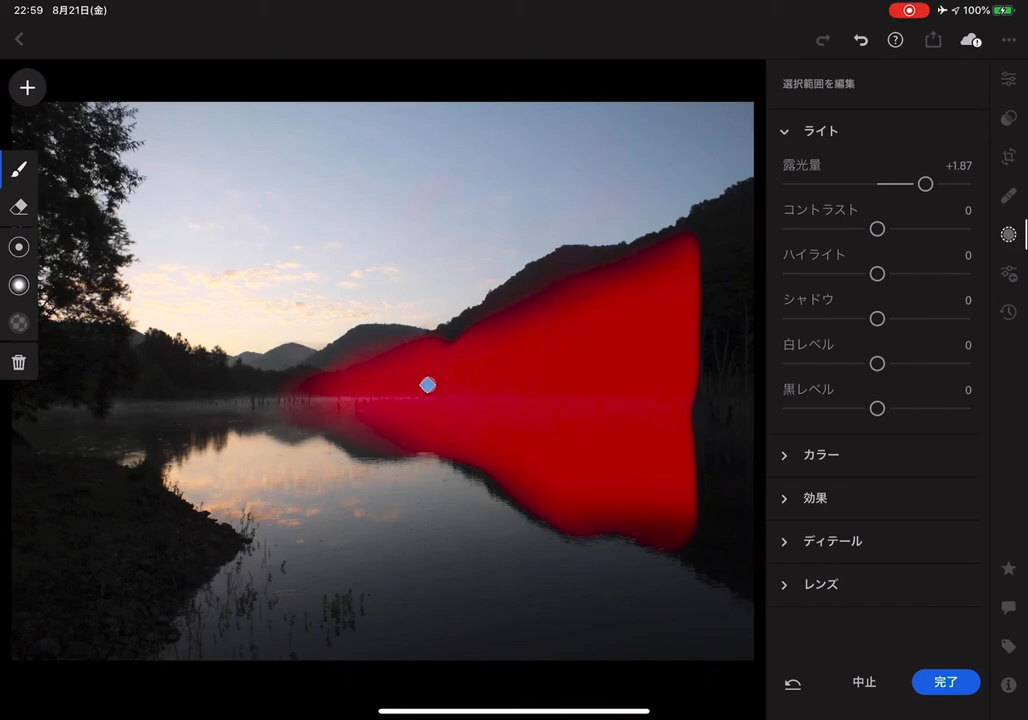 22:59 8月21日(金)
100%
選択範囲を編集
ライト
露光量 +1.87
コントラスト 0
ハイライト 0
シャドウ 0
白レベル 0
黒レベル 0
カラー
効果
ディテール
レンズ
中止 完了